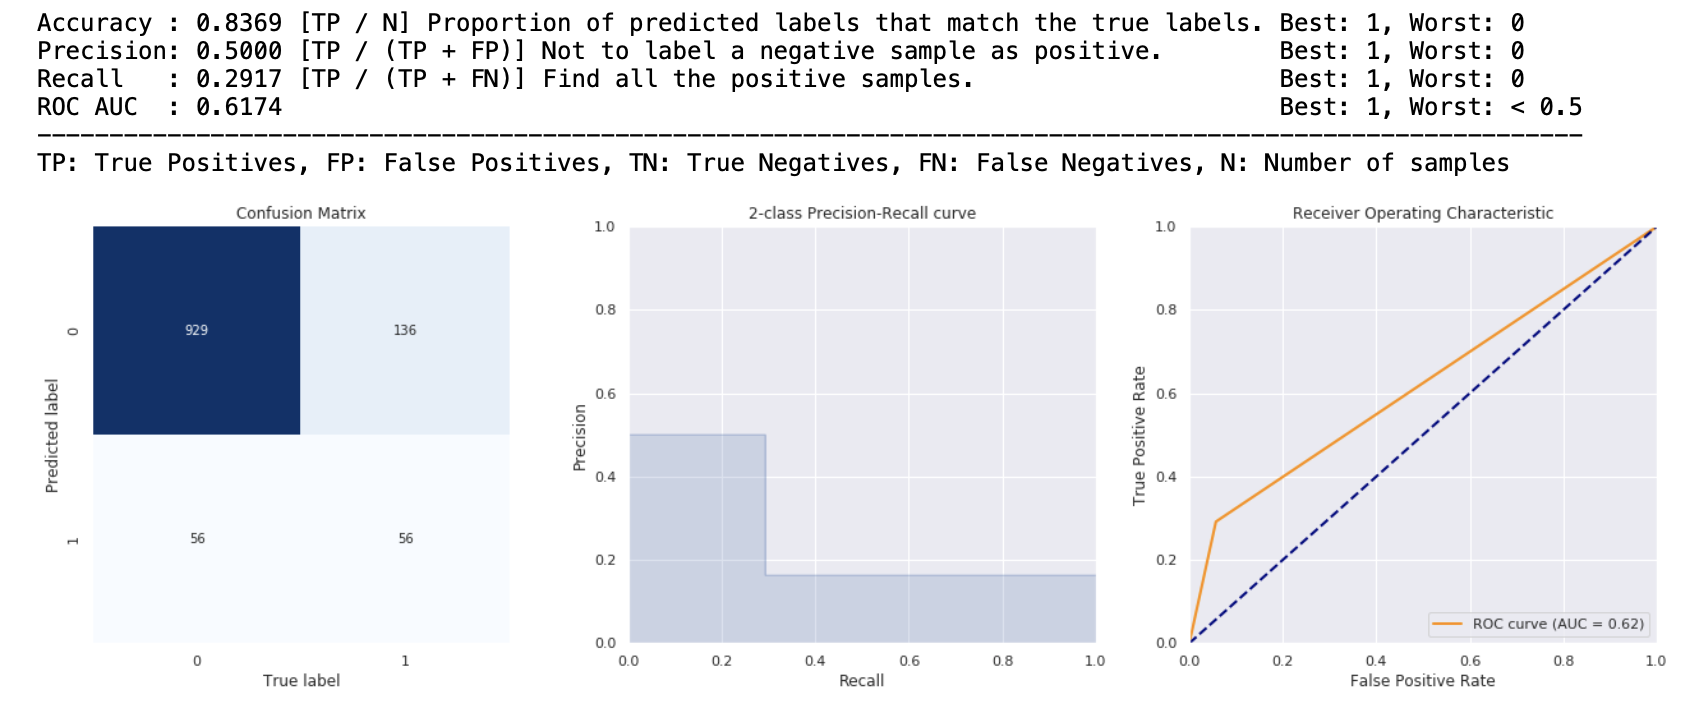 Accuracy : 0.8369 [TP / N] Proportion of predicted labels that match the true labels. Best: 1, Worst: 0
Precision: 0.5000 [TP / (TP + FP)] Not to label a negative sample as positive. Best: 1, Worst: 0
Recall : 0.2917 [TP / (TP + FN)] Find all the positive samples. Best: 1, Worst: 0
ROC AUC : 0.6174 Best: 1, Worst: < 0.5
TP: True Positives, FP: False Positives, TN: True Negatives, FN: False Negatives, N: Number of samples
Confusion Matrix
Predicted label
0
1
929
136
56
56
0
1
True label
2-class Precision-Recall curve
Precision
1.0
0.8
0.6
0.4
0.2
0.0
0.0
0.2
0.4
0.6
0.8
1.0
Recall
Receiver Operating Characteristic
True Positive Rate
1.0
0.8
0.6
0.4
0.2
0.0
ROC curve (AUC = 0.62)
0.0
0.2
0.4
0.6
0.8
1.0
False Positive Rate